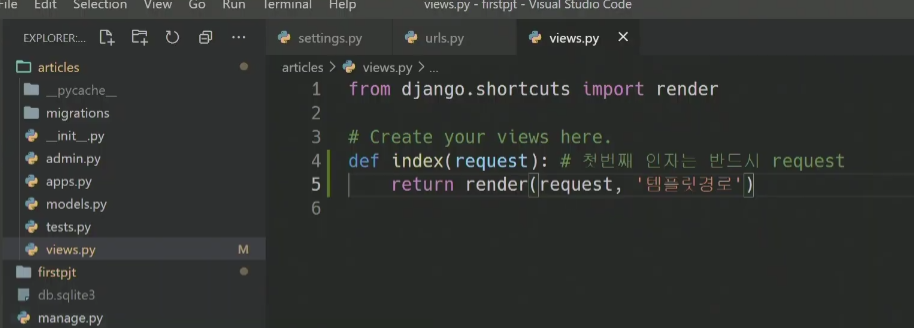 File Edit Selection View Go Run Terminal Help views.py - firstpjt - Visual Studio Code
EXPLORER:... ...
settings.py urls.py views.py ×
articles
articles > views.py > ...
__pycache__
migrations
__init__.py
admin.py
apps.py
models.py
tests.py
views.py M
firstpjt
db.sqlite3
manage.py
1 from django.shortcuts import render
2
3 # Create your views here.
4 def index(request): # 첫번째 인자는 반드시 request
5 return render(request, '템플릿경로')
6